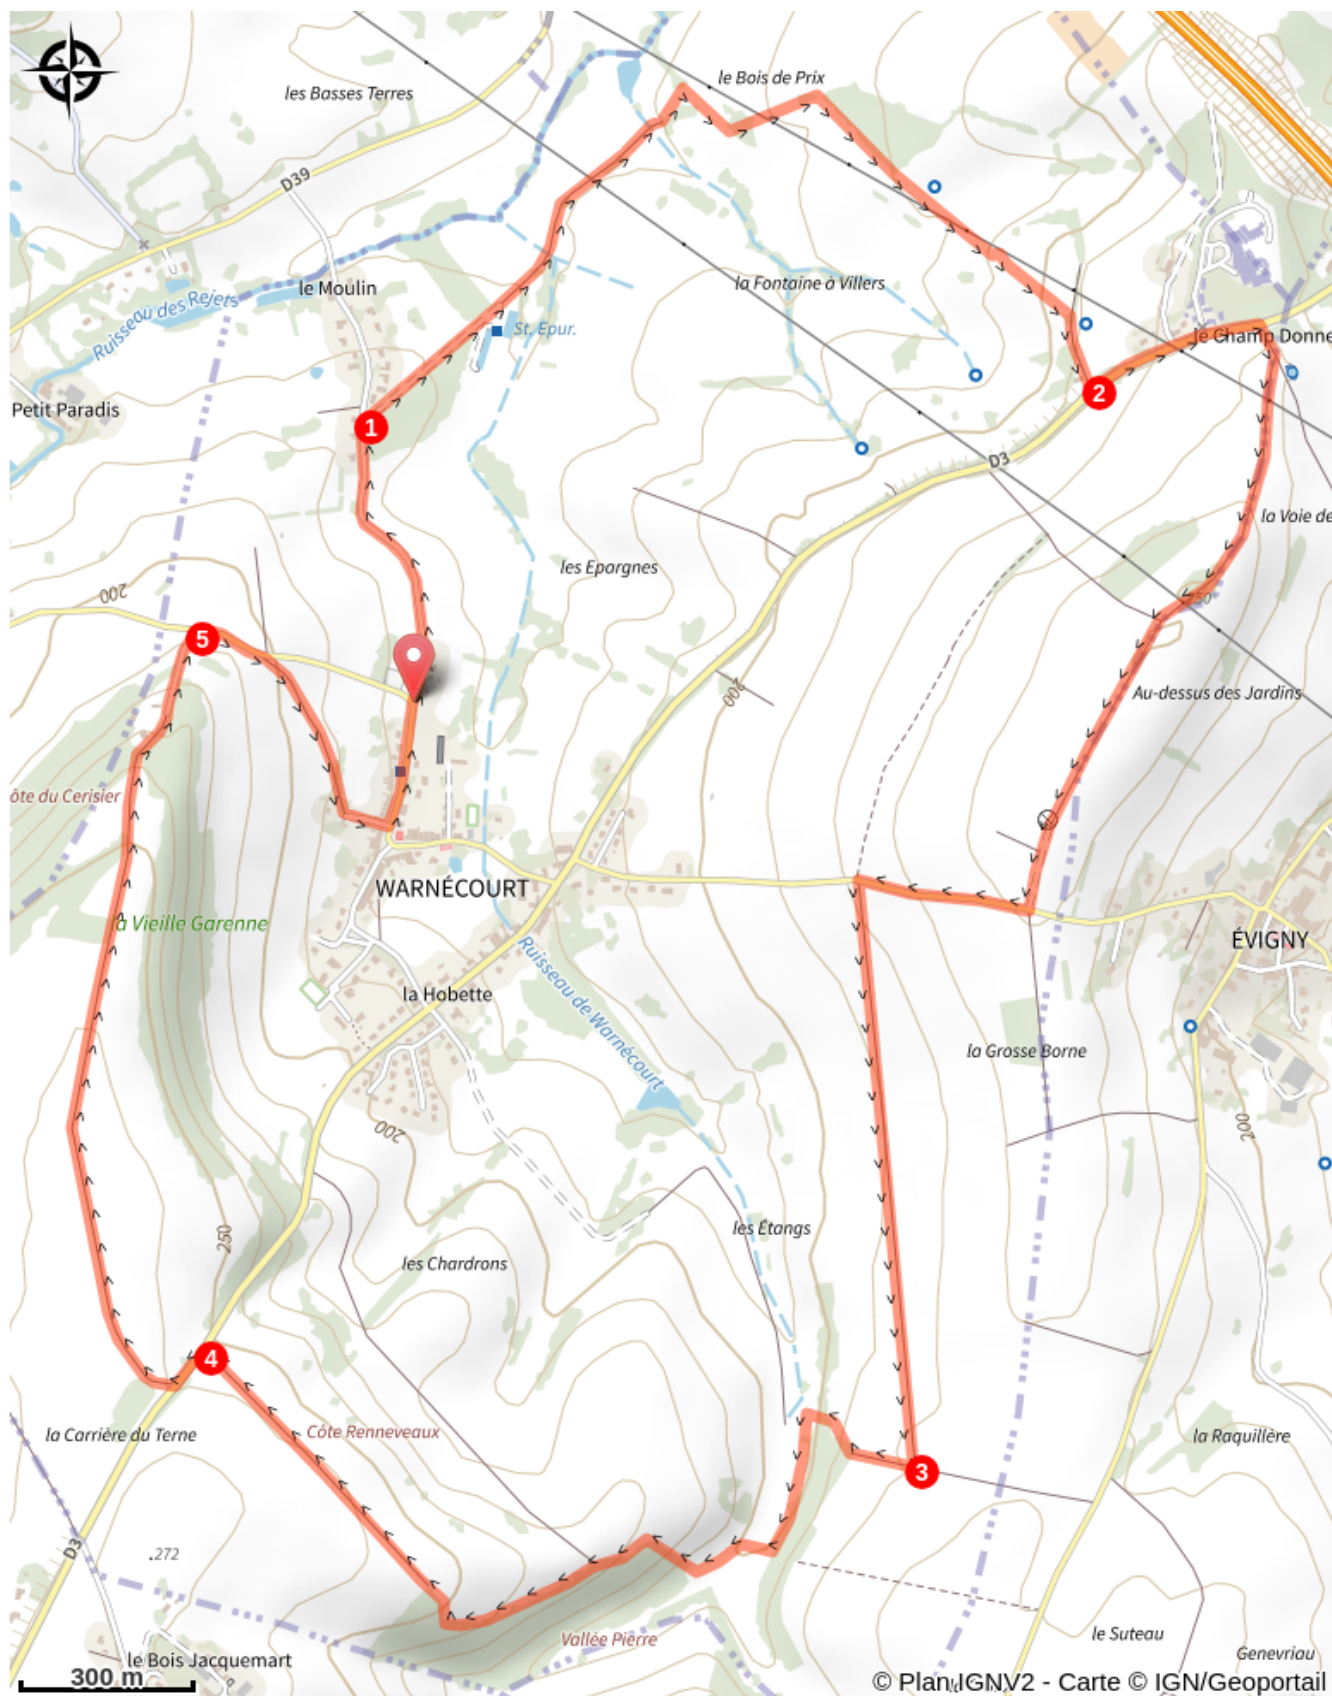 le Bois de Prix
les Basses Terres
D39
le Moulin
Ruisseau des Rejets
la Fontaine à Villers
St. Epur.
le Champ Donne
Petit Paradis
2
1
D3
la Voie de
les Epargnes
200
250
5
200
Au-dessus des Jardins
ôte du Cerisier
WARNÉCOURT
la Vieille Garenne
ÉVIGNY
Ruisseau de Warnécourt
la Hobette
la Grosse Borne
200
200
250
les Étangs
les Chardrons
4
Côte Renneveaux
la Carrière du Terne
la Raquillère
3
D3
.272
Vallée Pierre
le Suteau
Genevriau
le Bois Jacquemart
300 m
© Plan IGNV2 - Carte © IGN/Geoportail